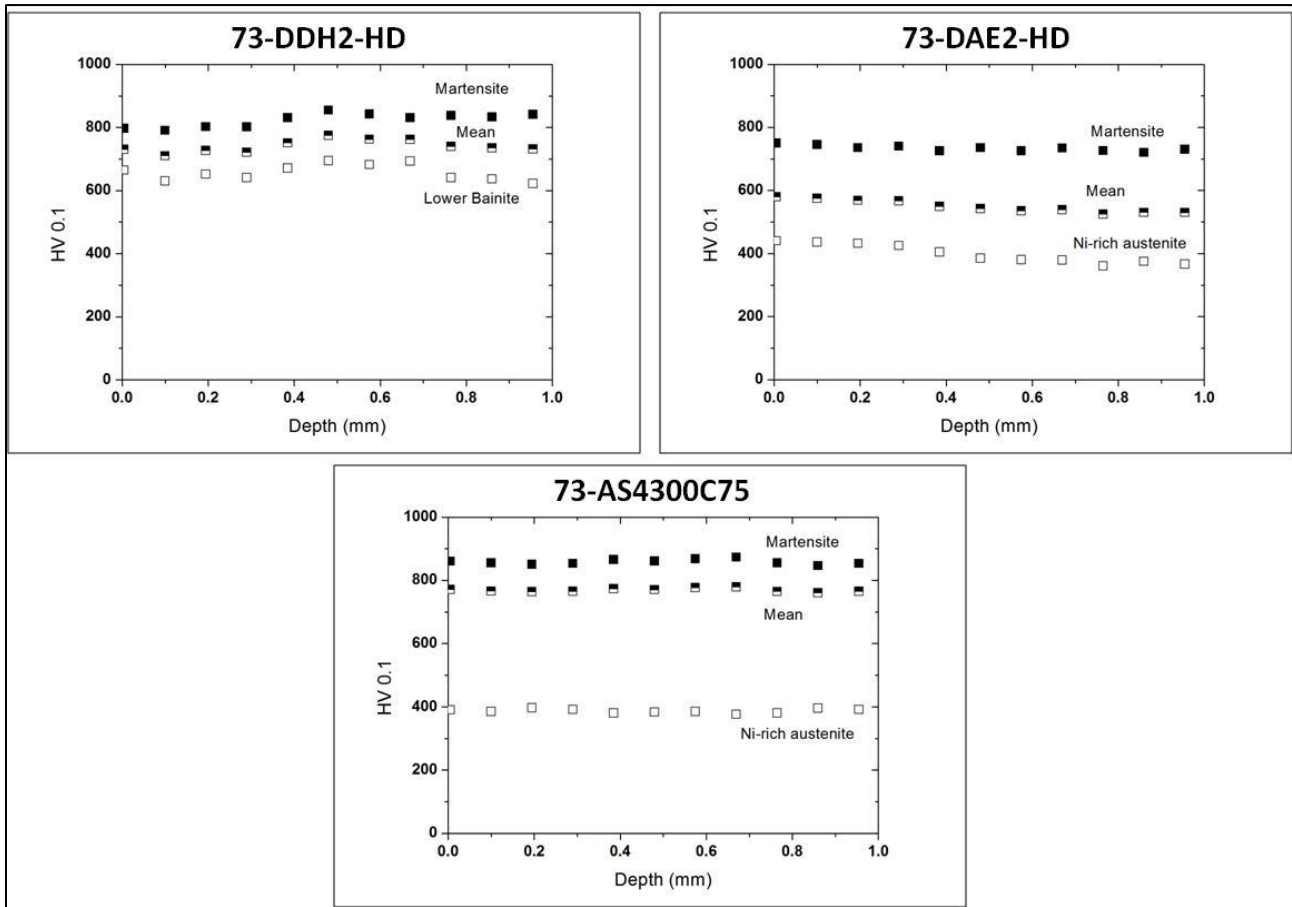 73-DDH2-HD
1000
800
600
400
200
0
HV 0.1
Martensite
Mean
Lower Bainite
0.0 0.2 0.4 0.6 0.8 1.0
Depth (mm)
73-DAE2-HD
1000
800
600
400
200
0
HV 0.1
Martensite
Mean
Ni-rich austenite
0.0 0.2 0.4 0.6 0.8 1.0
Depth (mm)
73-AS4300C75
1000
800
600
400
200
0
HV 0.1
Martensite
Mean
Ni-rich austenite
0.0 0.2 0.4 0.6 0.8 1.0
Depth (mm)